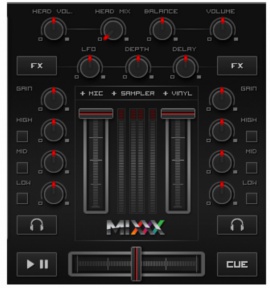 HEAD VOL. HEAD MIX BALANCE VOLUME
LFO DEPTH DELAY
FX FX
GAIN GAIN
+ MIC + SAMPLER + VINYL
HIGH HIGH
MID MID
LOW LOW
MIXXX
CUE